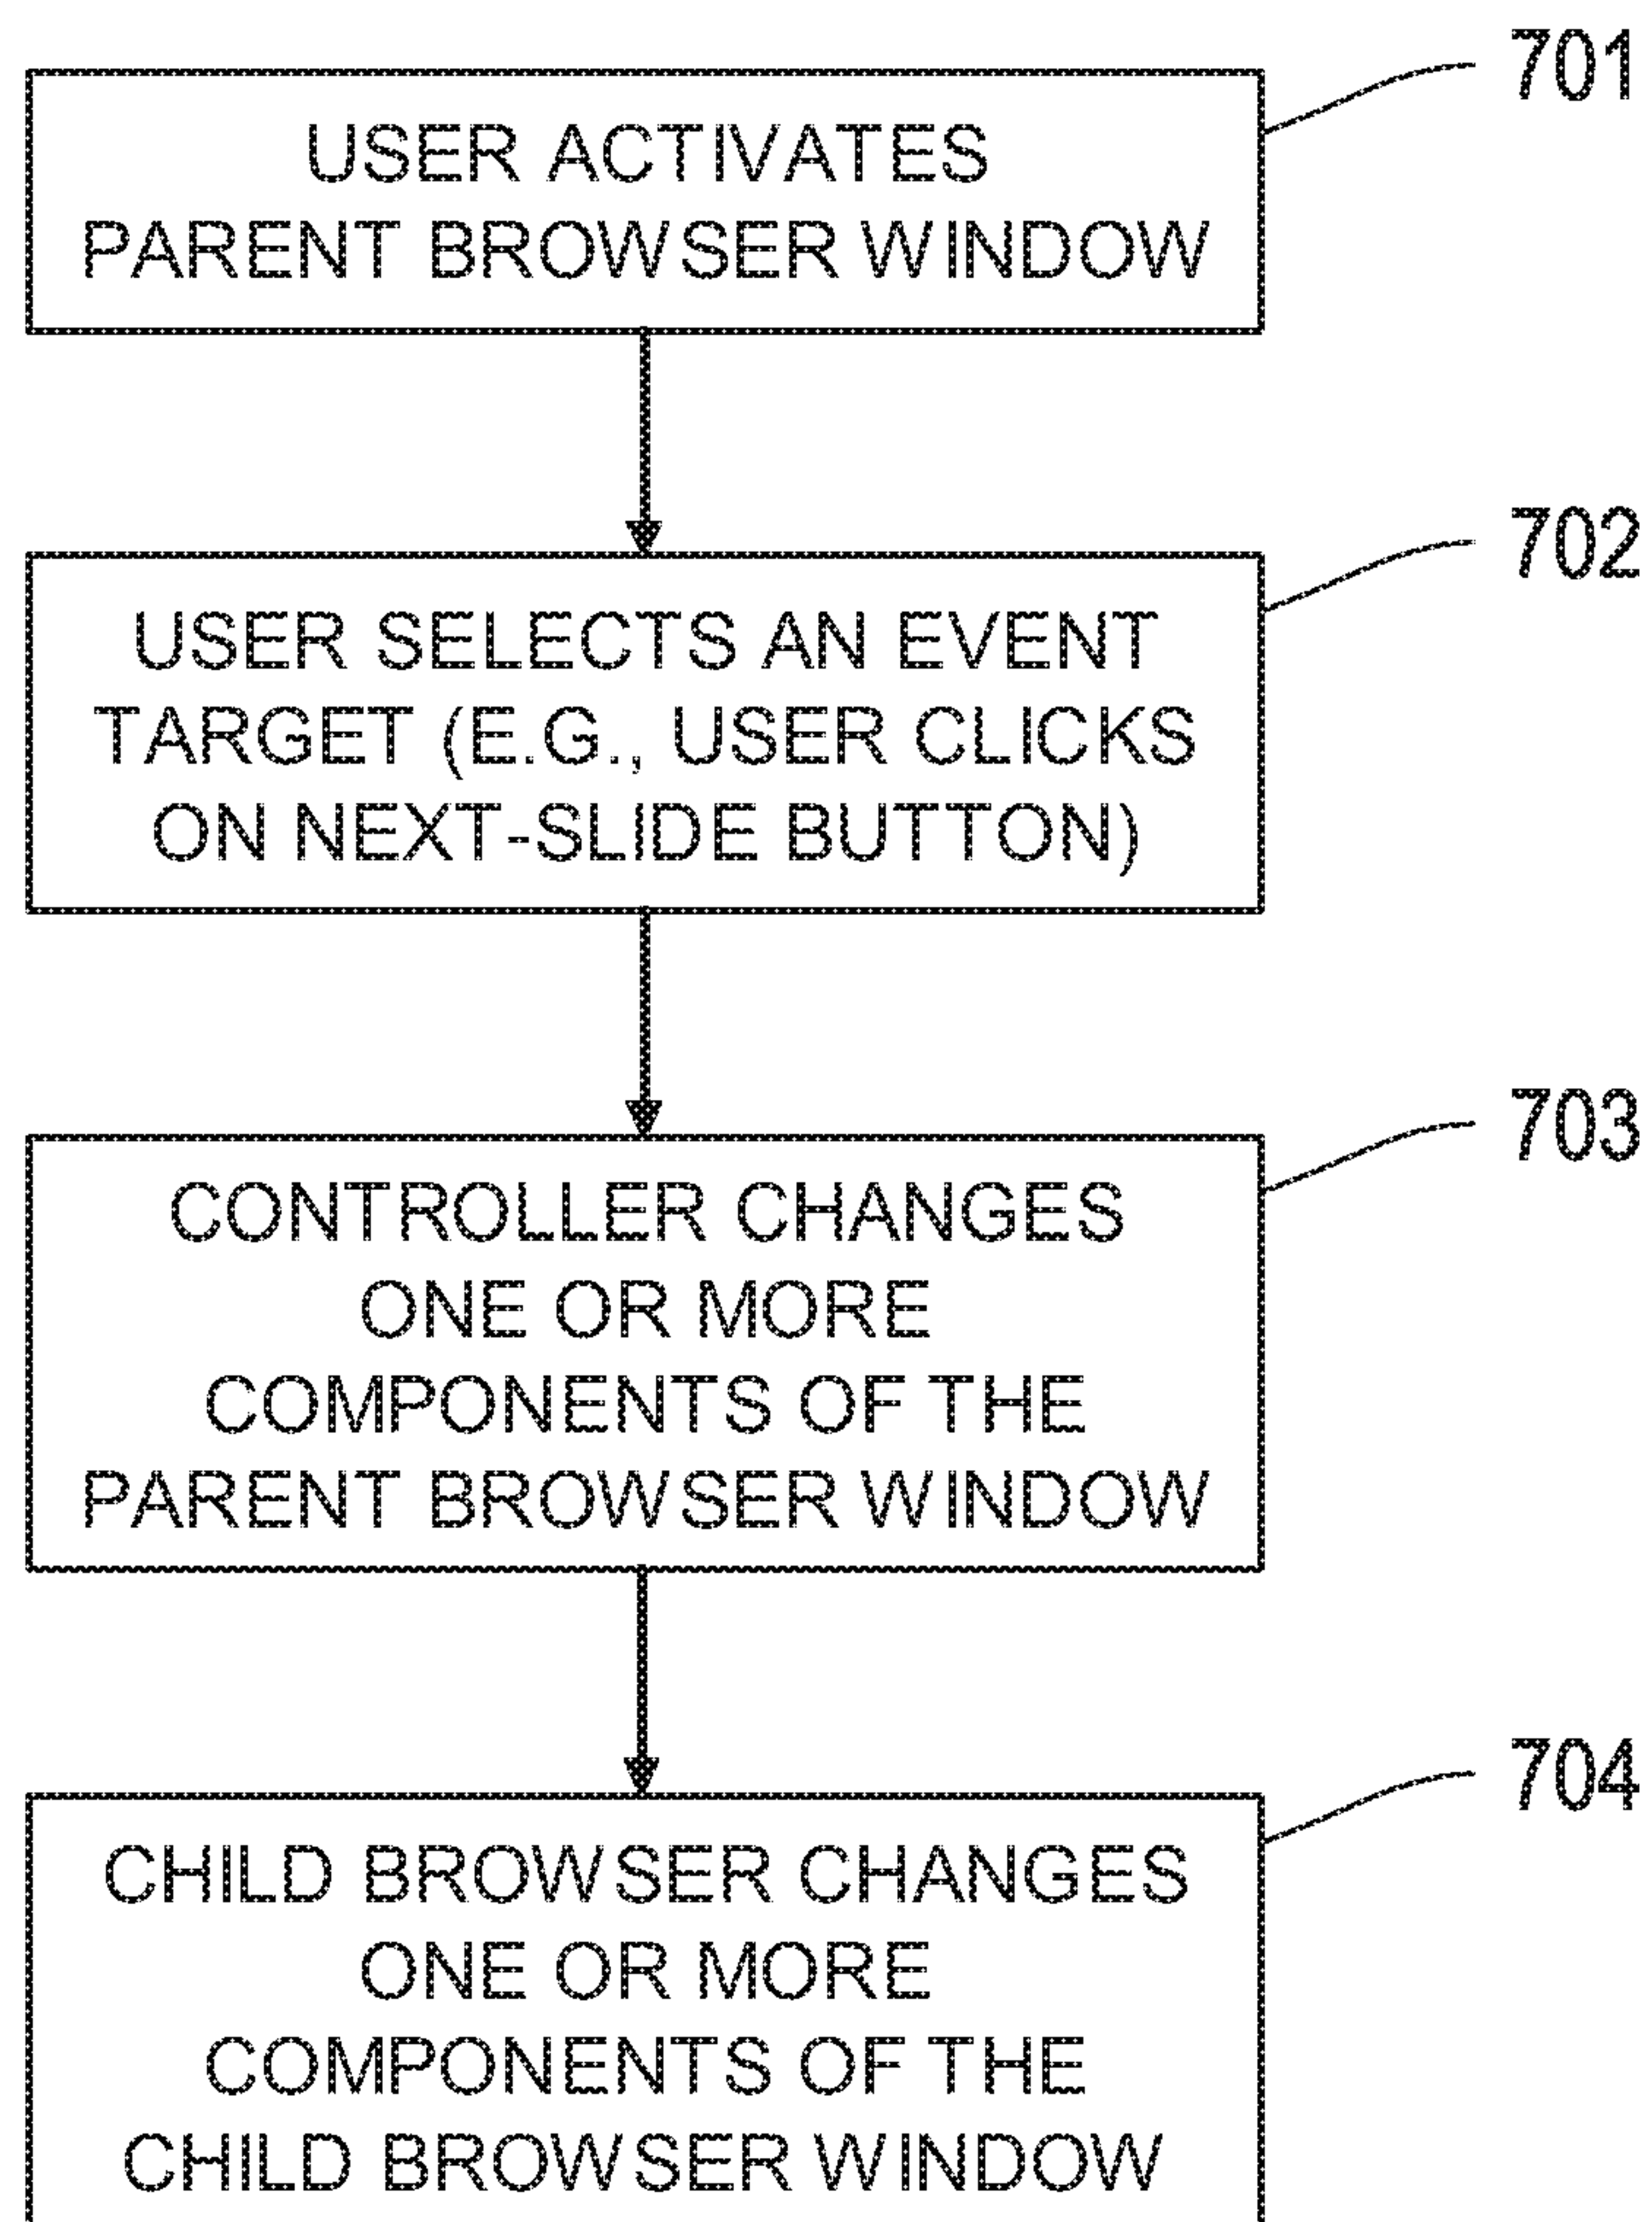 701
USER ACTIVATES
PARENT BROWSER WINDOW
702
USER SELECTS AN EVENT
TARGET (E.G., USER CLICKS
ON NEXT-SLIDE BUTTON)
703
CONTROLLER CHANGES
ONE OR MORE
COMPONENTS OF THE
PARENT BROWSER WINDOW
704
CHILD BROWSER CHANGES
ONE OR MORE
COMPONENTS OF THE
CHILD BROWSER WINDOW